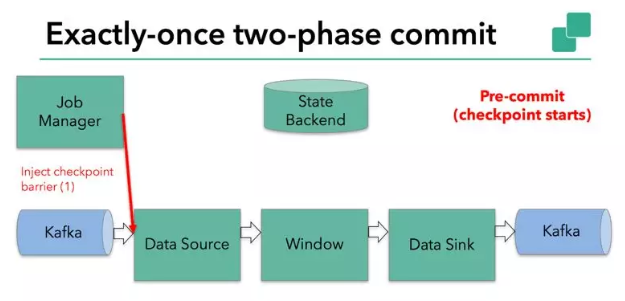 Exactly-once two-phase commit
Job
Manager
State
Backend
Pre-commit
(checkpoint starts)
Inject checkpoint
barrier (1)
Kafka
Data Source
Window
Data Sink
Kafka